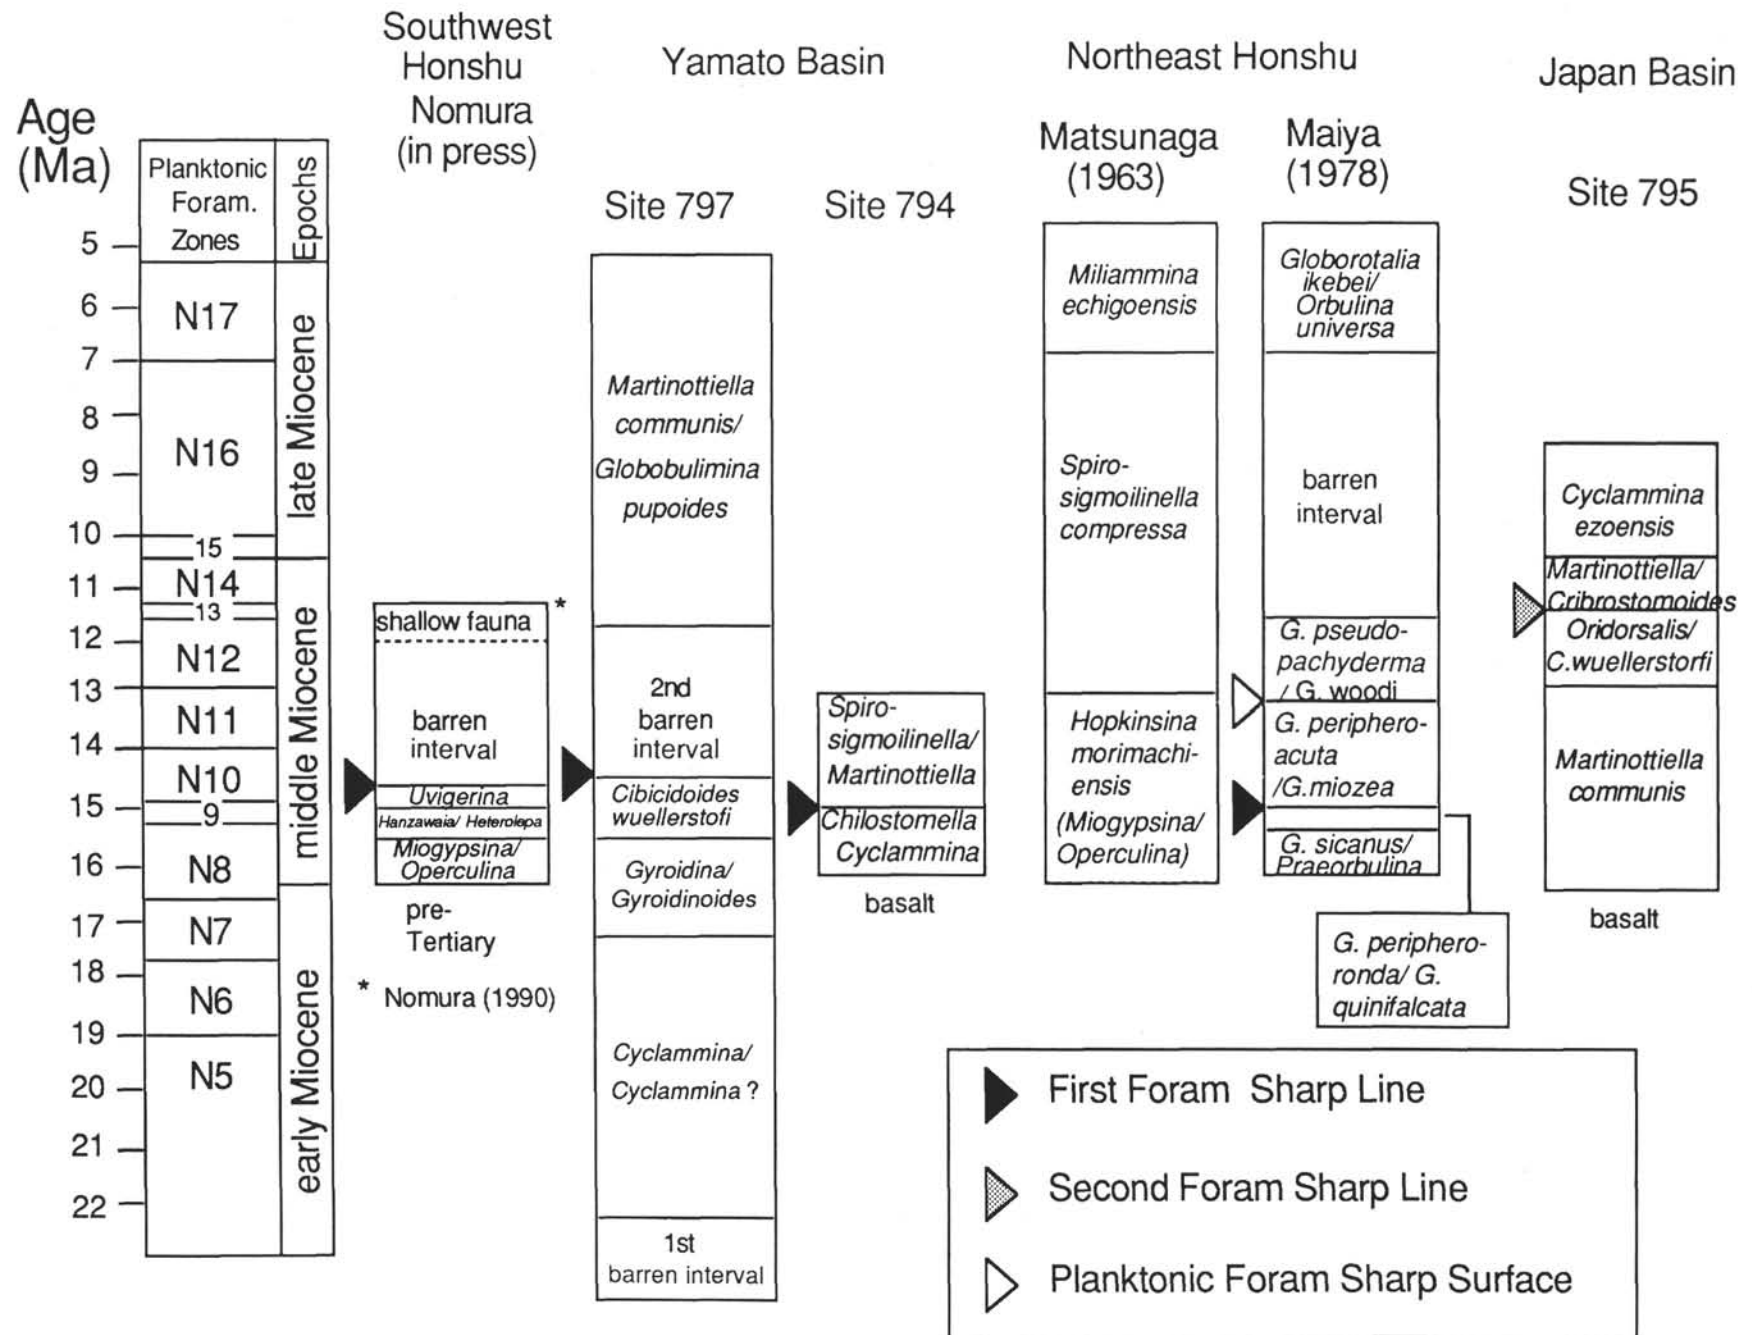 Southwest
Honshu
Nomura
(in press)
Yamato Basin
Northeast Honshu
Japan Basin
Age
(Ma)
Planktonic
Foram.
Zones
Epochs
Site 797
Site 794
Matsunaga
(1963)
Maiya
(1978)
Site 795
5
6
7
8
9
10
11
12
13
14
15
16
17
18
19
20
21
22
N17
N16
15
N14
13
N12
N11
N10
9
N8
N7
N6
N5
late Miocene
middle Miocene
early Miocene
shallow fauna
*
barren
interval
Uvigerina
Hanzawaia/ Heterolepa
Miogypsina/
Operculina
pre-
Tertiary
* Nomura (1990)
Martinottiella
communis/
Globobulimina
pupoides
2nd
barren
interval
Cibicidoides
wuellerstofi
Gyroidina/
Gyroidinoides
Cyclammina/
Cyclammina ?
1st
barren interval
Spiro-
sigmoilinella/
Martinottiella
Chilostomella
Cyclammina
basalt
Miliammina
echigoensis
Spiro-
sigmoilinella
compressa
Hopkinsina
morimachi-
ensis
(Miogypsina/
Operculina)
Globorotalia
ikebei/
Orbulina
universa
barren
interval
G. pseudo-
pachyderma
/ G. woodi
G. periphero-
acuta
/G.miozea
G. sicanus/
Praeorbulina
G. periphero-
ronda/ G.
quinifalcata
Cyclammina
ezoensis
Martinottiella/
Cribrostomoides
Oridorsalis/
C.wuellerstorfi
Martinottiella
communis
basalt
First Foram Sharp Line
Second Foram Sharp Line
Planktonic Foram Sharp Surface